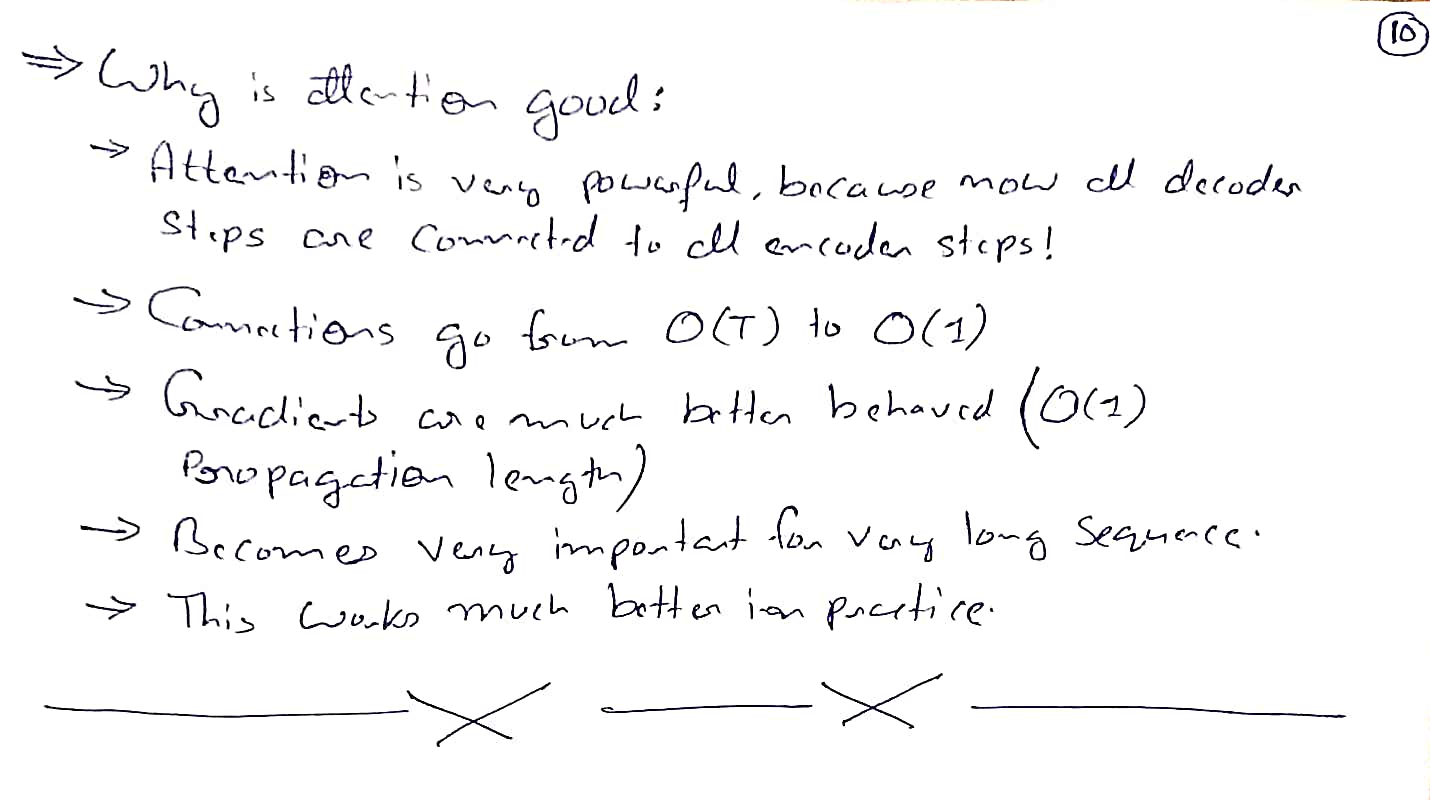 10
⇒ Why is attention good:
→ Attention is very powerful, because now all decoder
steps are connected to all encoder steps!
→ Connections go from O(T) to O(1)
→ Gradients are much better behaved (O(1)
Propagation length)
→ Becomes very important for very long sequence.
→ This works much better in practice.